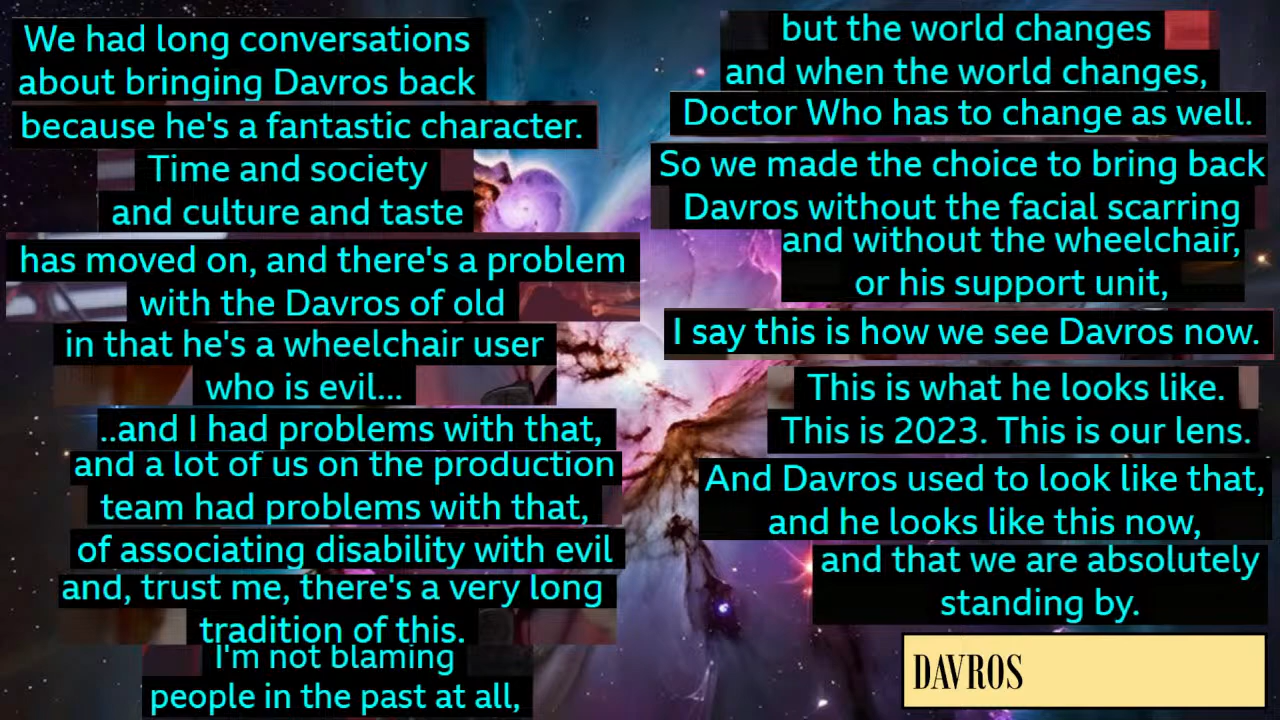 We had long conversations
about bringing Davros back
because he's a fantastic character.
Time and society
and culture and taste
has moved on, and there's a problem
with the Davros of old
in that he's a wheelchair user
who is evil...
..and I had problems with that,
and a lot of us on the production
team had problems with that,
of associating disability with evil
and, trust me, there's a very long
tradition of this.
I'm not blaming
people in the past at all,
but the world changes
and when the world changes,
Doctor Who has to change as well.
So we made the choice to bring back
Davros without the facial scarring
and without the wheelchair,
or his support unit,
I say this is how we see Davros now.
This is what he looks like.
This is 2023. This is our lens.
And Davros used to look like that,
and he looks like this now,
and that we are absolutely
standing by.
DAVROS